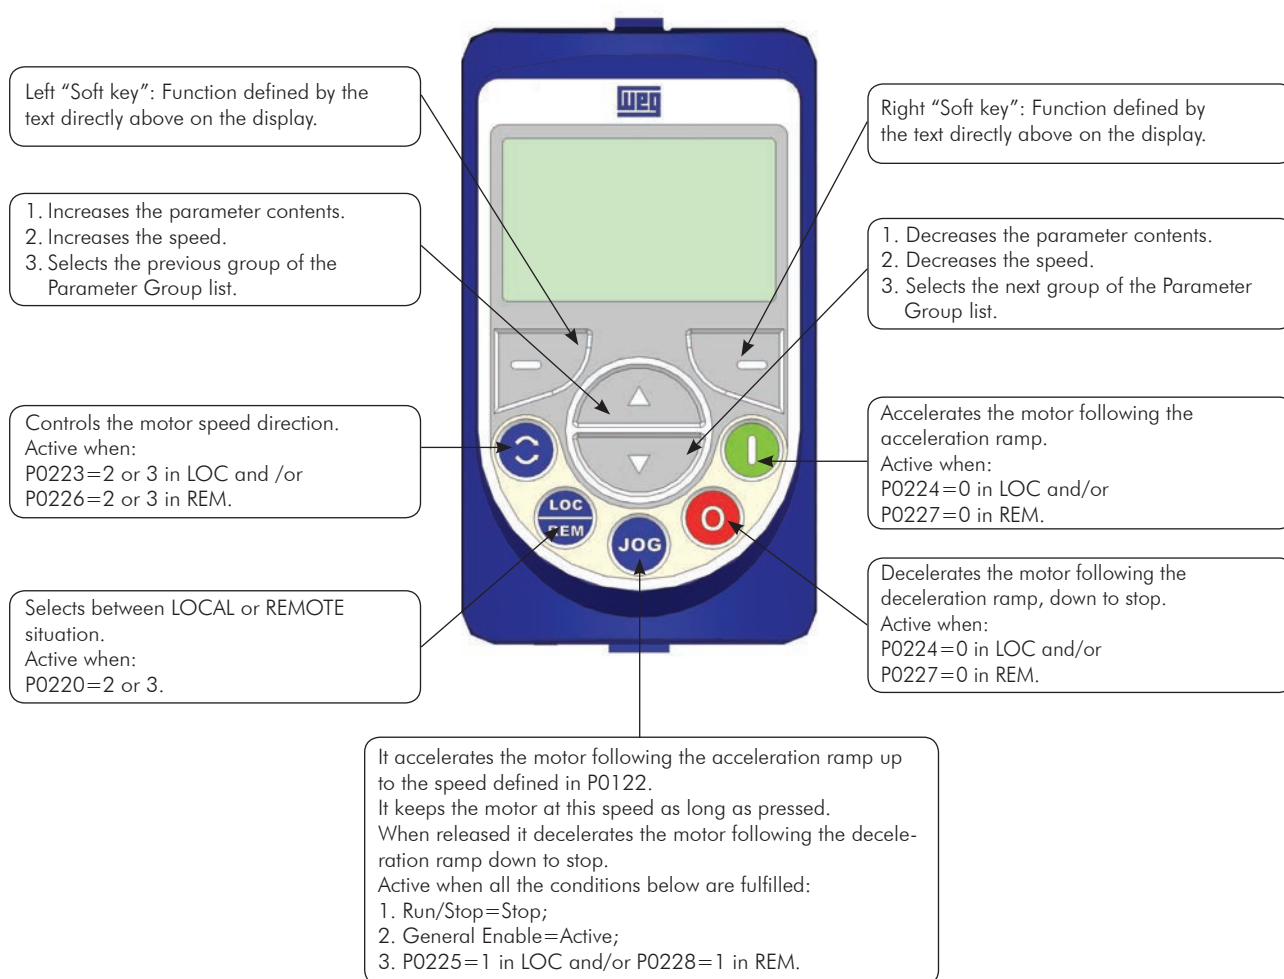 weg
Left “Soft key”: Function defined by the
text directly above on the display.
Right “Soft key”: Function defined by
the text directly above on the display.
1. Increases the parameter contents.
2. Increases the speed.
3. Selects the previous group of the
Parameter Group list.
1. Decreases the parameter contents.
2. Decreases the speed.
3. Selects the next group of the Parameter
Group list.
Controls the motor speed direction.
Active when:
P0223=2 or 3 in LOC and /or
P0226=2 or 3 in REM.
Accelerates the motor following the
acceleration ramp.
Active when:
P0224=0 in LOC and/or
P0227=0 in REM.
LOC
REM
JOG
Selects between LOCAL or REMOTE
situation.
Active when:
P0220=2 or 3.
Decelerates the motor following the
deceleration ramp, down to stop.
Active when:
P0224=0 in LOC and/or
P0227=0 in REM.
It accelerates the motor following the acceleration ramp up
to the speed defined in P0122.
It keeps the motor at this speed as long as pressed.
When released it decelerates the motor following the decele-
ration ramp down to stop.
Active when all the conditions below are fulfilled:
1. Run/Stop=Stop;
2. General Enable=Active;
3. P0225=1 in LOC and/or P0228=1 in REM.